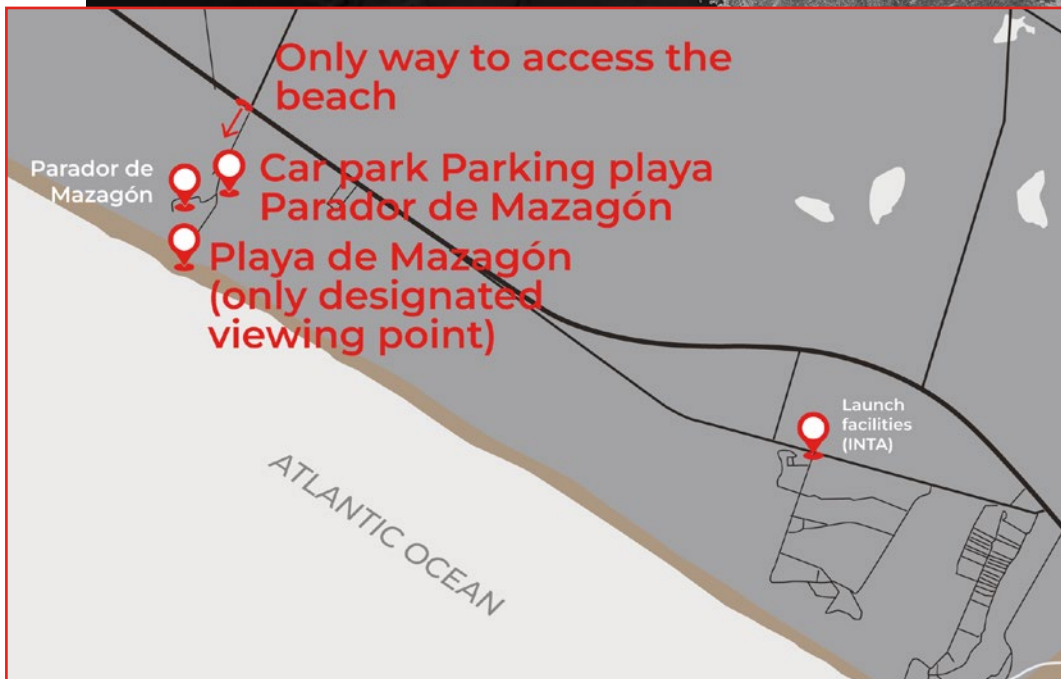 Only way to access the
beach
Parador de
Mazagón
Car park Parking playa
Parador de Mazagón
Playa de Mazagón
(only designated
viewing point)
Launch
facilities
(INTA)
ATLANTIC OCEAN